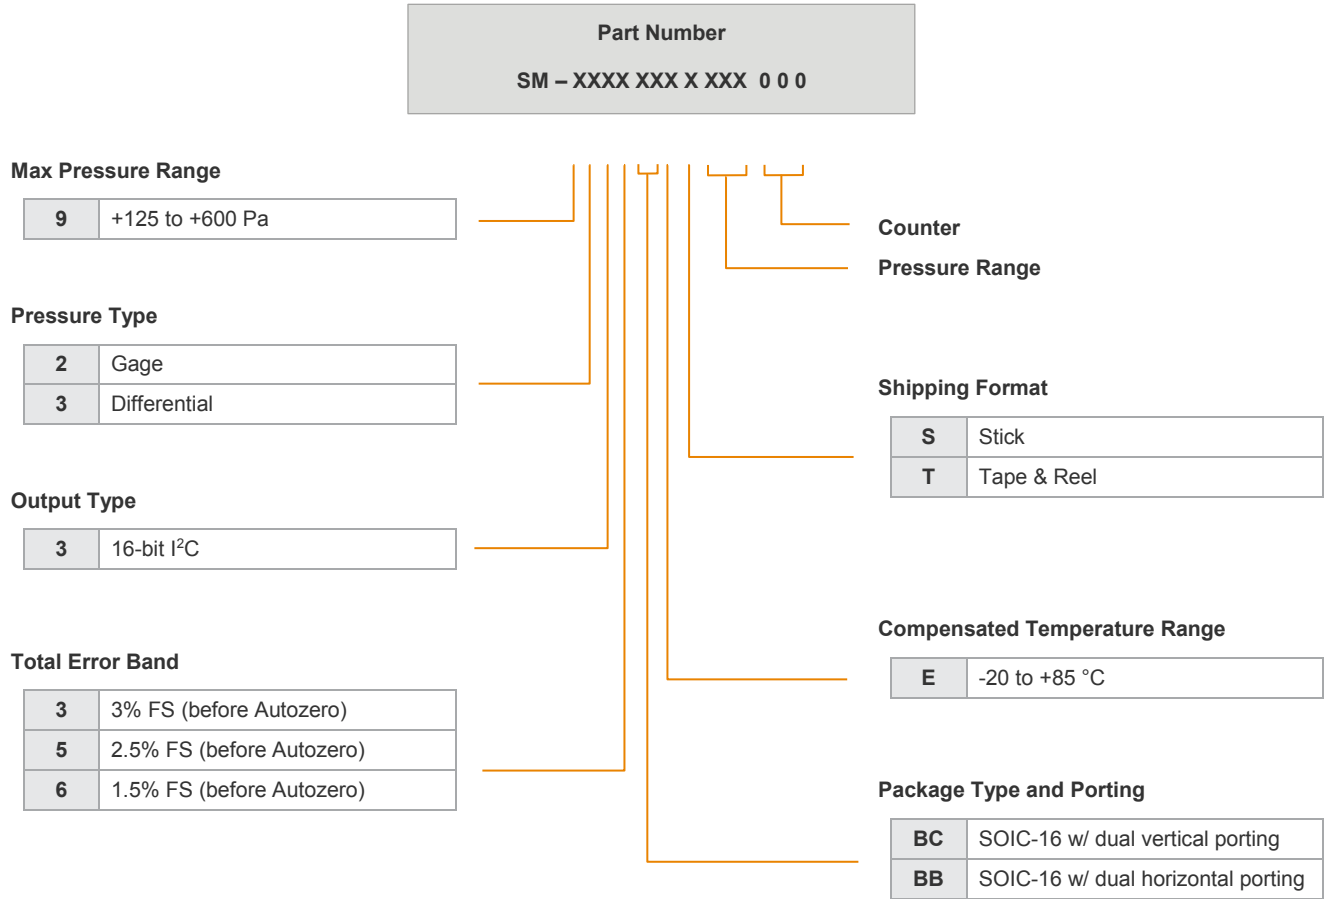 Part Number
SM – XXXX XXX X XXX 0 0 0
Max Pressure Range
9 +125 to +600 Pa
Pressure Type
2 Gage
3 Differential
Output Type
3 16-bit I²C
Total Error Band
3 3% FS (before Autozero)
5 2.5% FS (before Autozero)
6 1.5% FS (before Autozero)
Counter
Pressure Range
Shipping Format
S Stick
T Tape & Reel
Compensated Temperature Range
E -20 to +85 °C
Package Type and Porting
BC SOIC-16 w/ dual vertical porting
BB SOIC-16 w/ dual horizontal porting